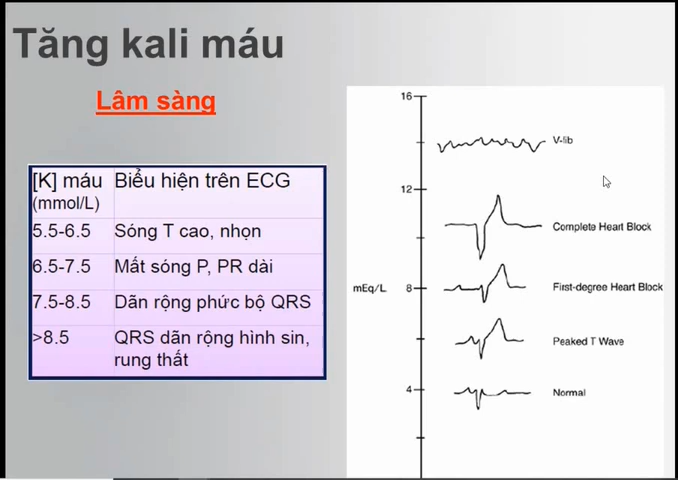 Tăng kali máu
Lâm sàng
[K] máu Biểu hiện trên ECG
(mmol/L)
5.5-6.5 Sóng T cao, nhọn
6.5-7.5 Mất sóng P, PR dài
7.5-8.5 Dãn rộng phức bộ QRS
>8.5 QRS dãn rộng hình sin,
rung thất
16
V-fib
12
Complete Heart Block
mEq/L 8 First-degree Heart Block
Peaked T Wave
4 Normal